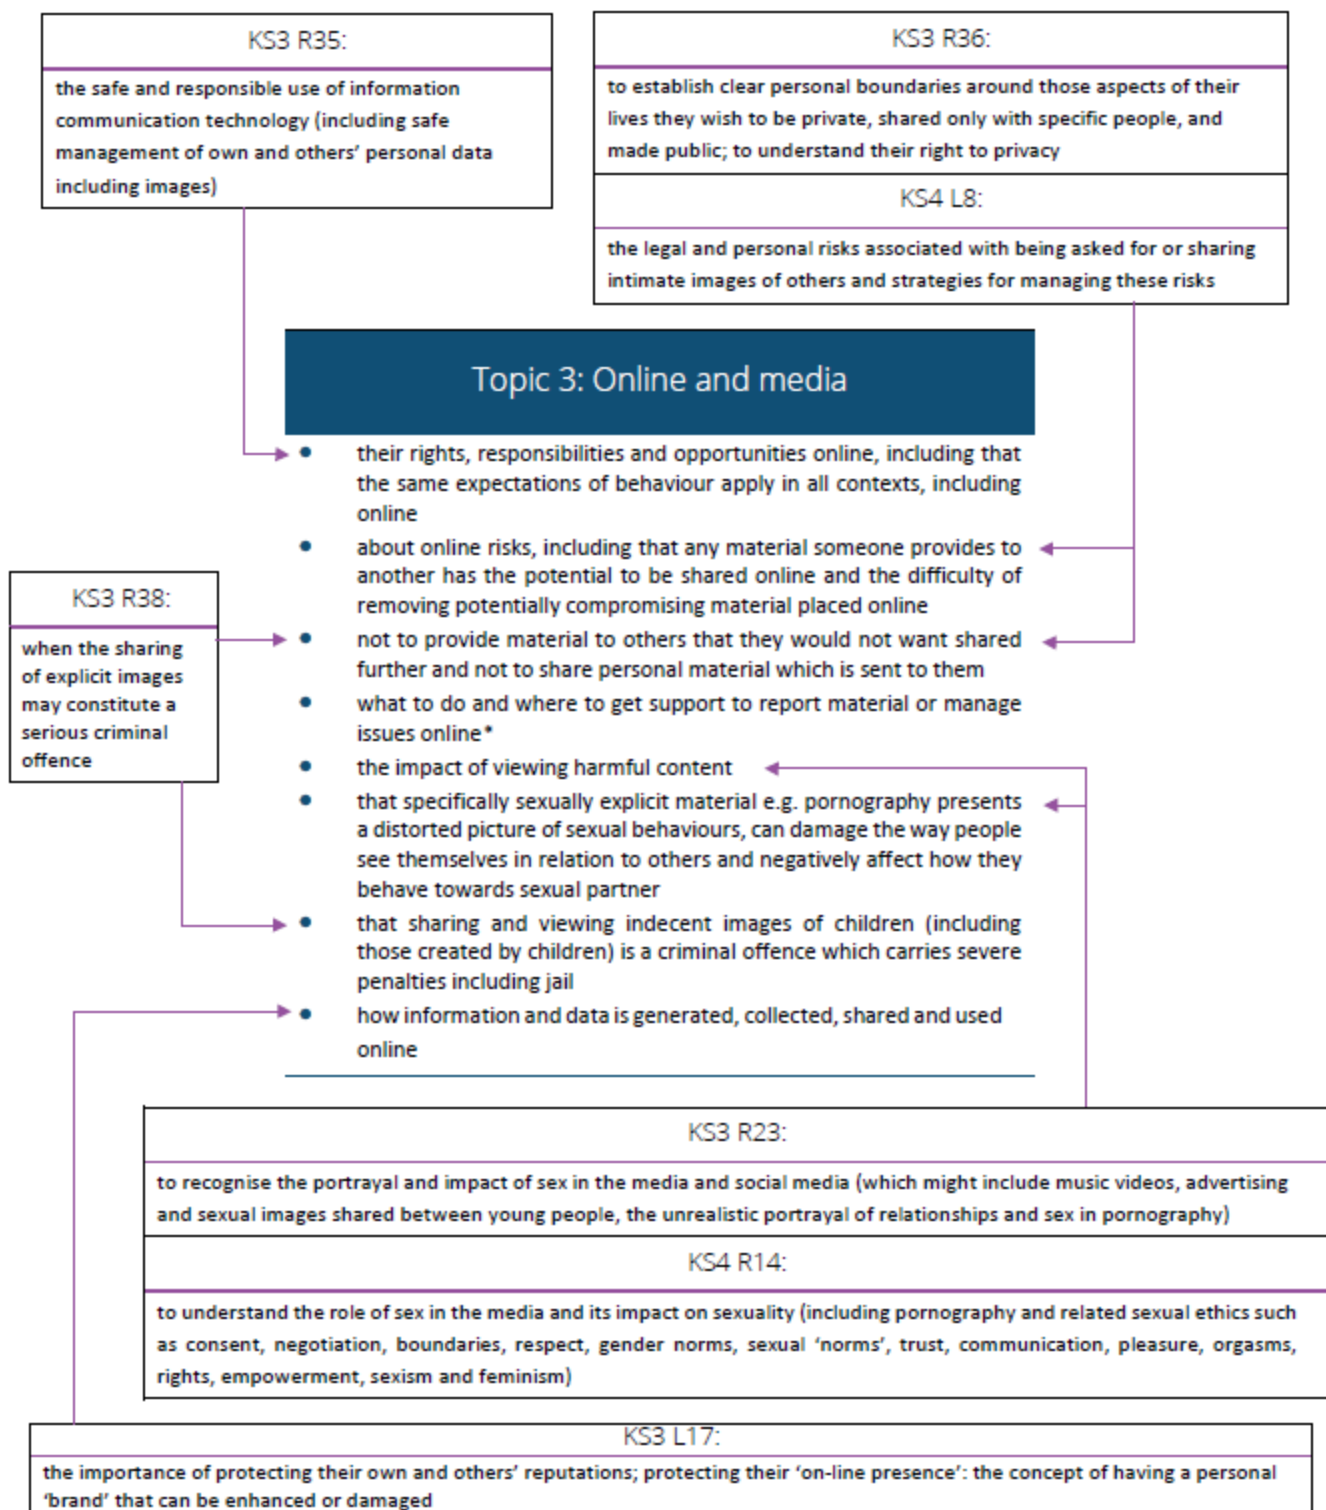 KS3 R35:
the safe and responsible use of information
communication technology (including safe
management of own and others' personal data
including images)
KS3 R36:
to establish clear personal boundaries around those aspects of their
lives they wish to be private, shared only with specific people, and
made public; to understand their right to privacy
KS4 L8:
the legal and personal risks associated with being asked for or sharing
intimate images of others and strategies for managing these risks
Topic 3: Online and media
• their rights, responsibilities and opportunities online, including that
the same expectations of behaviour apply in all contexts, including
online
• about online risks, including that any material someone provides to
another has the potential to be shared online and the difficulty of
removing potentially compromising material placed online
• not to provide material to others that they would not want shared
further and not to share personal material which is sent to them
• what to do and where to get support to report material or manage
issues online*
• the impact of viewing harmful content
• that specifically sexually explicit material e.g. pornography presents
a distorted picture of sexual behaviours, can damage the way people
see themselves in relation to others and negatively affect how they
behave towards sexual partner
• that sharing and viewing indecent images of children (including
those created by children) is a criminal offence which carries severe
penalties including jail
• how information and data is generated, collected, shared and used
online
KS3 R38:
when the sharing
of explicit images
may constitute a
serious criminal
offence
KS3 R23:
to recognise the portrayal and impact of sex in the media and social media (which might include music videos, advertising
and sexual images shared between young people, the unrealistic portrayal of relationships and sex in pornography)
KS4 R14:
to understand the role of sex in the media and its impact on sexuality (including pornography and related sexual ethics such
as consent, negotiation, boundaries, respect, gender norms, sexual 'norms', trust, communication, pleasure, orgasms,
rights, empowerment, sexism and feminism)
KS3 L17:
the importance of protecting their own and others' reputations; protecting their 'on-line presence': the concept of having a personal
'brand' that can be enhanced or damaged